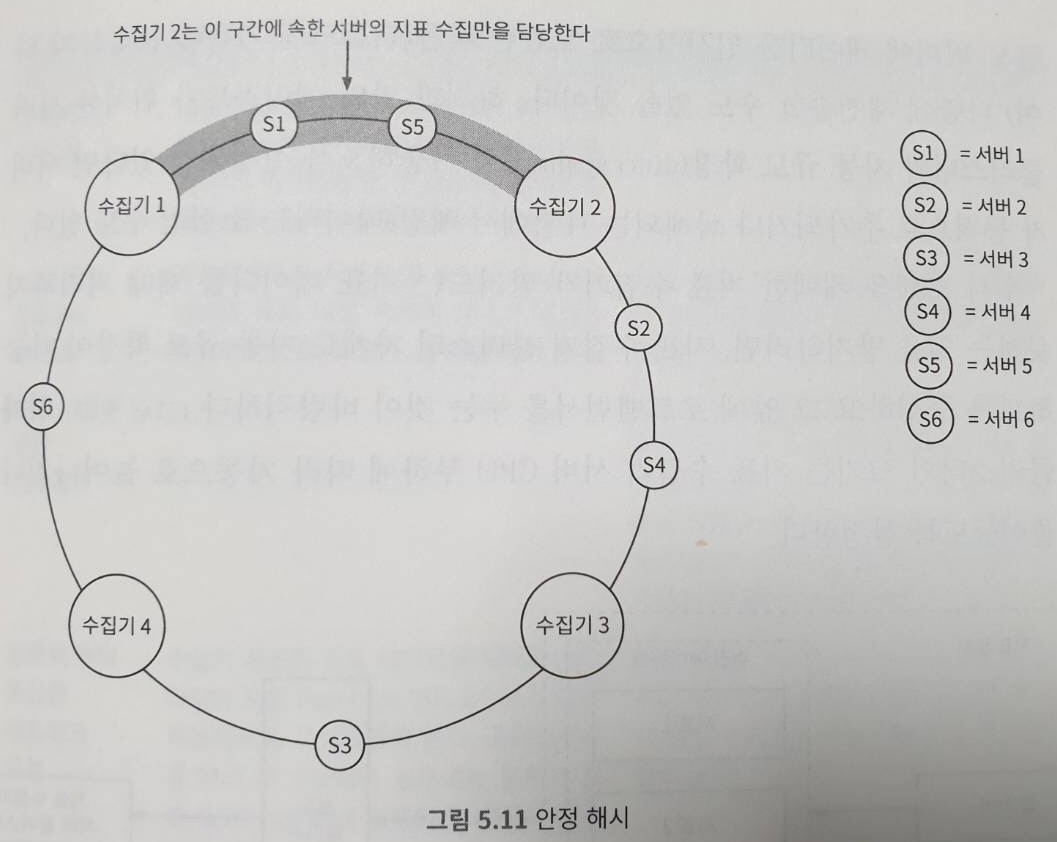 수집기 2는 이 구간에 속한 서버의 지표 수집만을 담당한다
S1
S5
수집기 1
수집기 2
S2
S6
S4
수집기 4
수집기 3
S3
S1 = 서버 1
S2 = 서버 2
S3 = 서버 3
S4 = 서버 4
S5 = 서버 5
S6 = 서버 6
그림 5.11 안정 해시